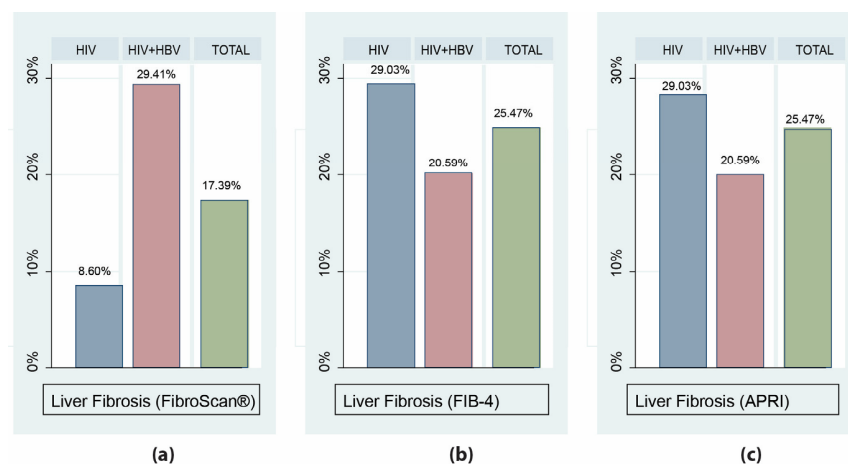 HIV HIV+HBV TOTAL
30%
20%
10%
0%
8.60%
29.41%
17.39%
Liver Fibrosis (FibroScan®)
(a)
HIV HIV+HBV TOTAL
30%
20%
10%
0%
29.03%
20.59%
25.47%
Liver Fibrosis (FIB-4)
(b)
HIV HIV+HBV TOTAL
30%
20%
10%
0%
29.03%
20.59%
25.47%
Liver Fibrosis (APRI)
(c)